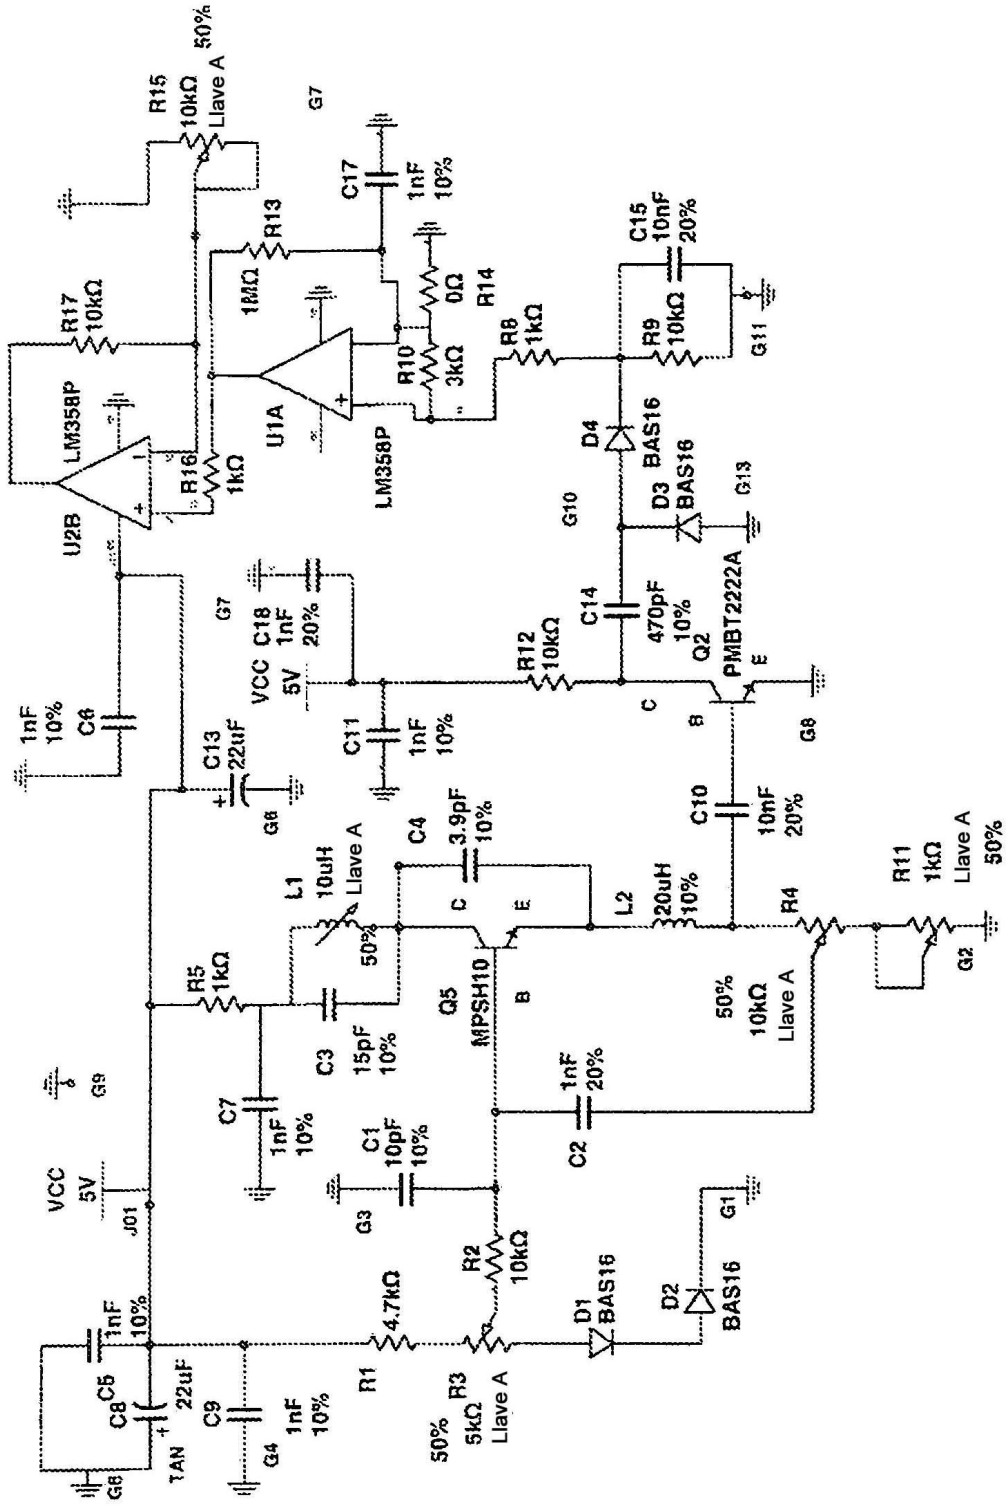 G6
C5
1nF
10%
C8
22uF
TAN
C9
1nF
10%
G4
VCC
5V
J01
G9
C7
1nF
10%
R5
1kΩ
L1
10uH
Llave A
50%
C3
15pF
10%
1nF
10%
C6
C13
22uF
G6
U2B
LM358P
R17
10kΩ
R15
10kΩ
Llave A
50%
R16
1kΩ
G7
VCC
5V
C18
1nF
20%
C11
1nF
10%
U1A
LM358P
1MΩ
R13
C17
1nF
10%
G7
R10
3kΩ
0Ω
R14
R1
4.7kΩ
50%
R3
5kΩ
Llave A
R2
10kΩ
G3
C1
10pF
10%
Q5
MPSH10
C
B
E
C4
3.9pF
10%
R12
10kΩ
R8
1kΩ
D1
BAS16
D2
BAS16
G1
C2
1nF
20%
L2
20uH
10%
C10
10nF
20%
C14
470pF
10%
G10
D4
BAS16
D3
BAS16
G13
R9
10kΩ
C15
10nF
20%
G11
Q2
PMBT2222A
C
B
E
G8
50%
10kΩ
Llave A
R4
R11
1kΩ
Llave A
50%
G2